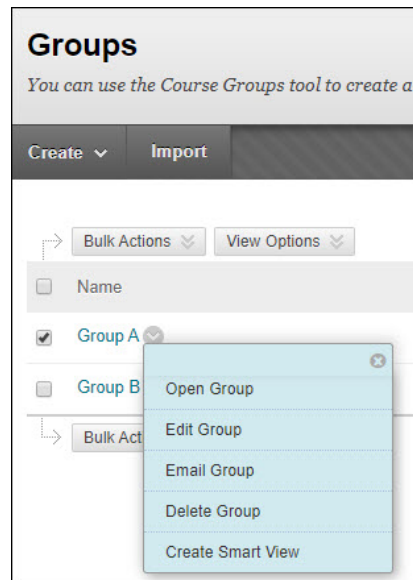 Groups
You can use the Course Groups tool to create a
Create Import
Bulk Actions View Options
Name
Group A
Open Group
Group B
Edit Group
Bulk Act
Email Group
Delete Group
Create Smart View